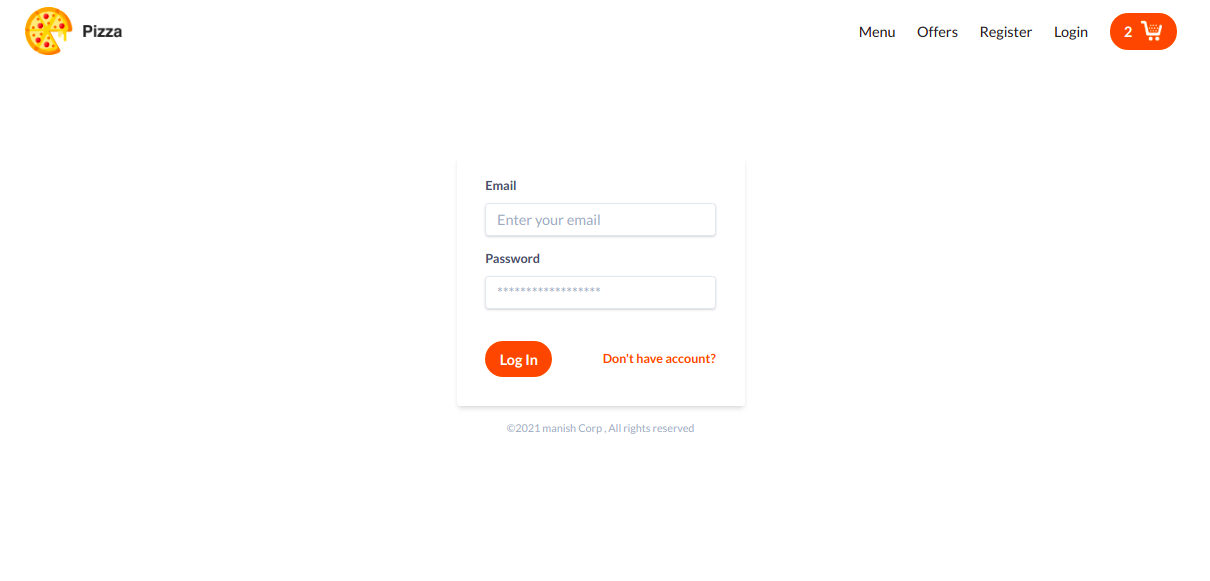 Pizza
Menu Offers Register Login 2
Email
Enter your email
Password
******************
Log In Don't have account?
©2021 manish Corp , All rights reserved